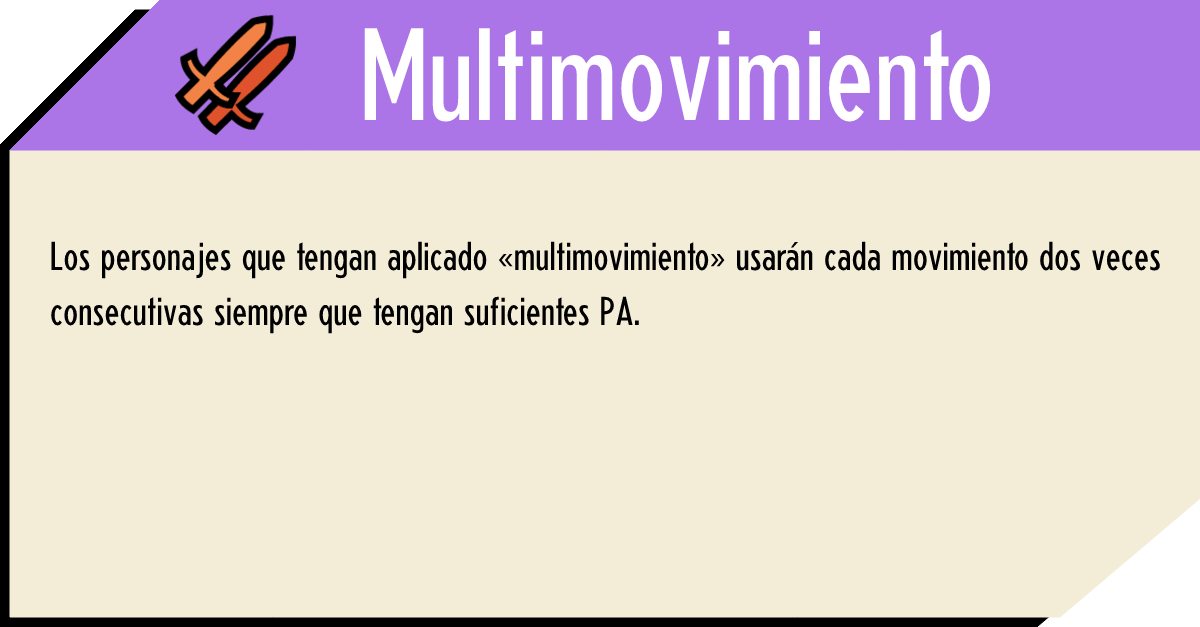 Multimovimiento
Los personajes que tengan aplicado «multimovimiento» usarán cada movimiento dos veces
consecutivas siempre que tengan suficientes PA.